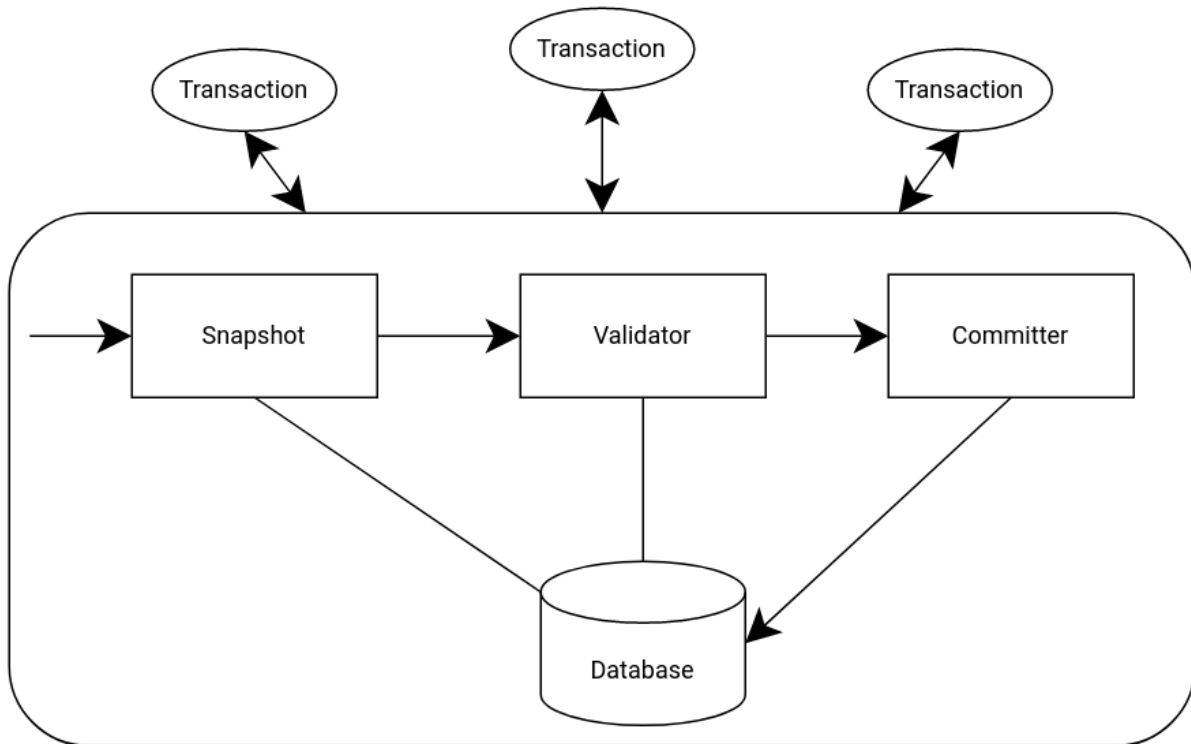 Transaction
Transaction
Transaction
Snapshot
Validator
Committer
Database